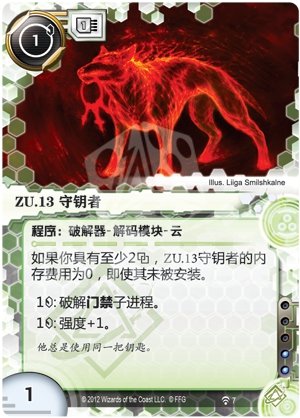 1
1
Illus. Liiga Smilshkalne
ZU.13 守钥者
程序：破解器-解码模块-云
如果你具有至少2，ZU.13守钥者的内
存费用为0，即使其未被安装。
1：破解门禁子进程。
1：强度+1。
他总是使用同一把钥匙。
1
© 2012 Wizards of the Coast LLC. © FFG
7